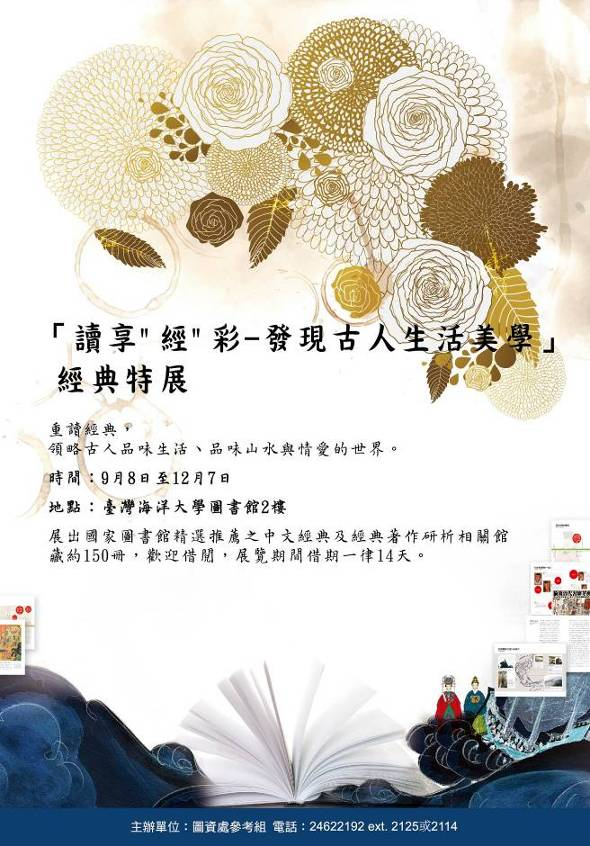 「讀享"經"彩-發現古人生活美學」
經典特展
重讀經典，
領略古人品味生活、品味山水與情愛的世界。
時間：9月8日至12月7日
地點：臺灣海洋大學圖書館2樓
展出國家圖書館精選推薦之中文經典及經典著作研析相關館
藏約150冊，歡迎借閱，展覽期間借期一律14天。
主辦單位：圖資處參考組 電話：24622192 ext. 2125或2114